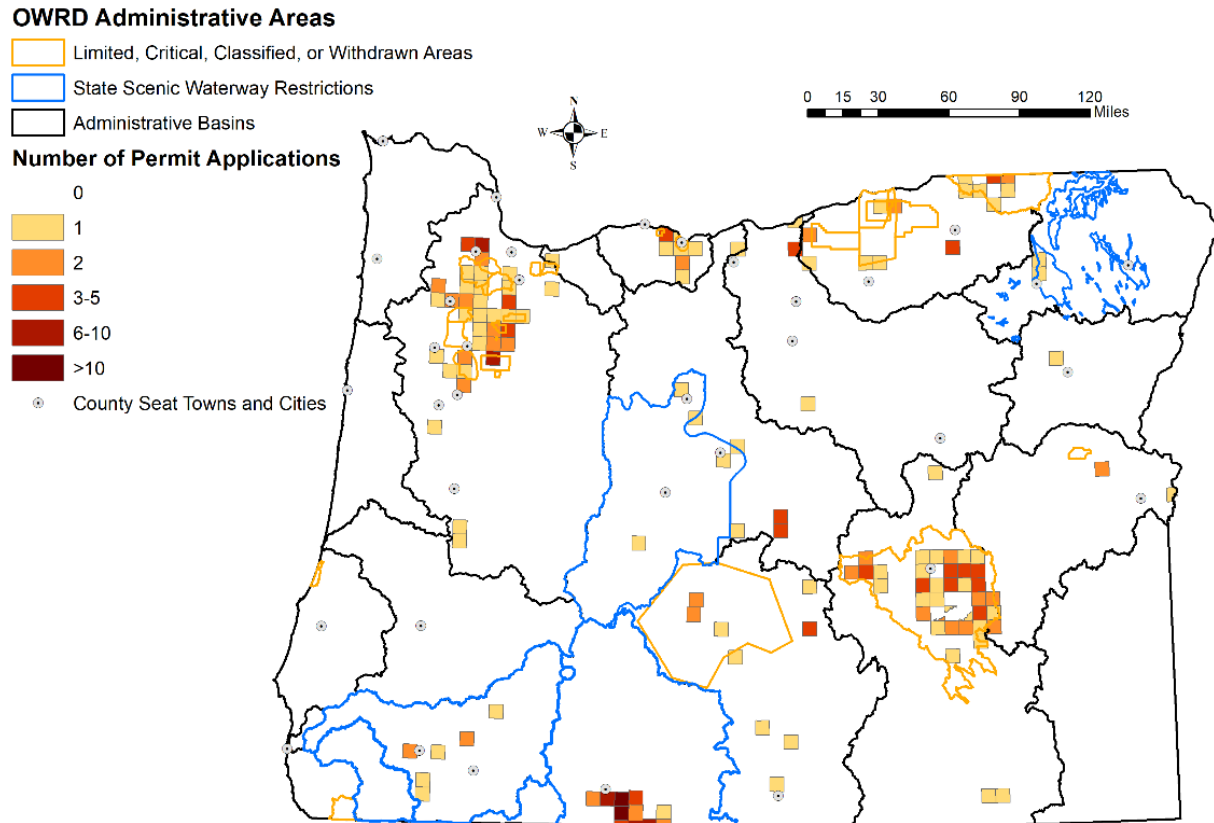 OWRD Administrative Areas
Limited, Critical, Classified, or Withdrawn Areas
State Scenic Waterway Restrictions
Administrative Basins
Number of Permit Applications
0
1
2
3-5
6-10
>10
County Seat Towns and Cities
N
W E
S
0 15 30 60 90 120
Miles